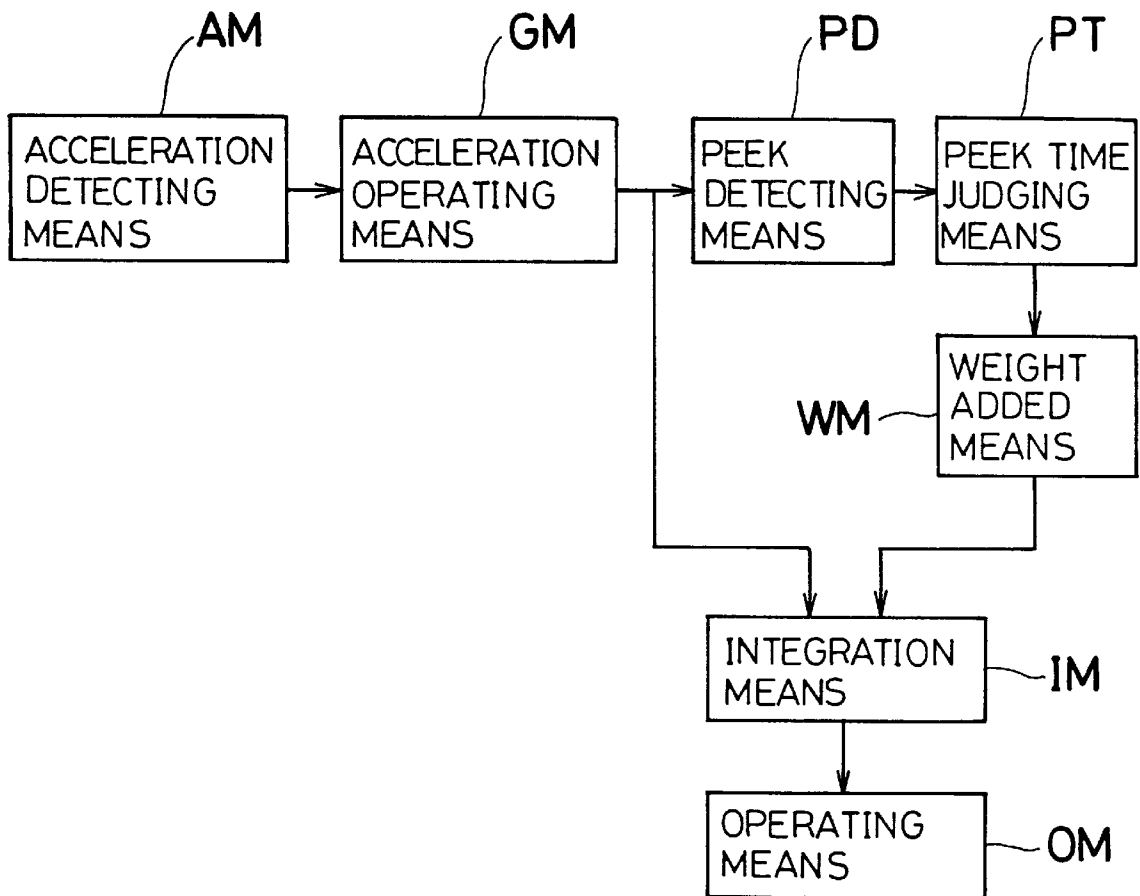 AM
GM
PD
PT
ACCELERATION
DETECTING
MEANS
ACCELERATION
OPERATING
MEANS
PEEK
DETECTING
MEANS
PEEK TIME
JUDGING
MEANS
WM
WEIGHT
ADDED
MEANS
INTEGRATION
MEANS
IM
OPERATING
MEANS
OM